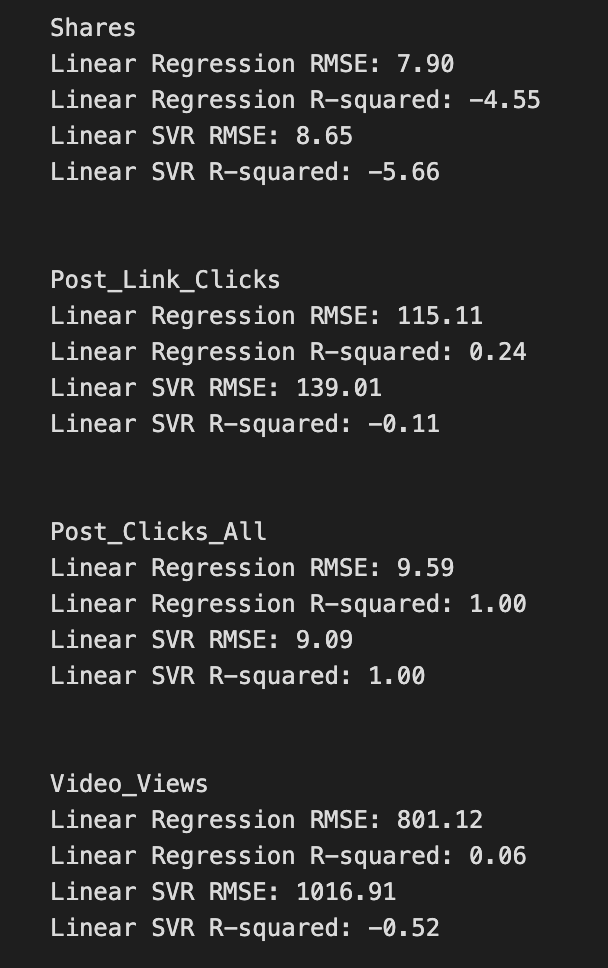 Shares
Linear Regression RMSE: 7.90
Linear Regression R-squared: -4.55
Linear SVR RMSE: 8.65
Linear SVR R-squared: -5.66
Post_Link_Clicks
Linear Regression RMSE: 115.11
Linear Regression R-squared: 0.24
Linear SVR RMSE: 139.01
Linear SVR R-squared: -0.11
Post_Clicks_All
Linear Regression RMSE: 9.59
Linear Regression R-squared: 1.00
Linear SVR RMSE: 9.09
Linear SVR R-squared: 1.00
Video_Views
Linear Regression RMSE: 801.12
Linear Regression R-squared: 0.06
Linear SVR RMSE: 1016.91
Linear SVR R-squared: -0.52